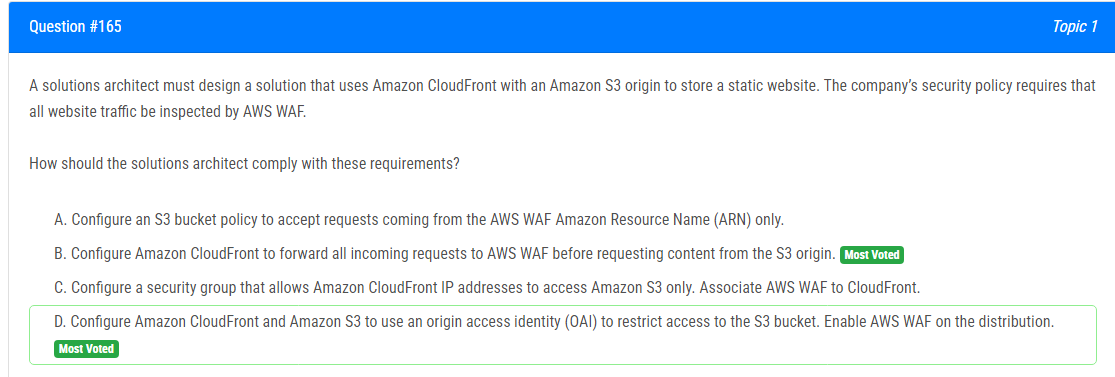 Question #165
Topic 1
A solutions architect must design a solution that uses Amazon CloudFront with an Amazon S3 origin to store a static website. The company's security policy requires that
all website traffic be inspected by AWS WAF.
How should the solutions architect comply with these requirements?
A. Configure an S3 bucket policy to accept requests coming from the AWS WAF Amazon Resource Name (ARN) only.
B. Configure Amazon CloudFront to forward all incoming requests to AWS WAF before requesting content from the S3 origin. Most Voted
C. Configure a security group that allows Amazon CloudFront IP addresses to access Amazon S3 only. Associate AWS WAF to CloudFront.
D. Configure Amazon CloudFront and Amazon S3 to use an origin access identity (OAI) to restrict access to the S3 bucket. Enable AWS WAF on the distribution.
Most Voted